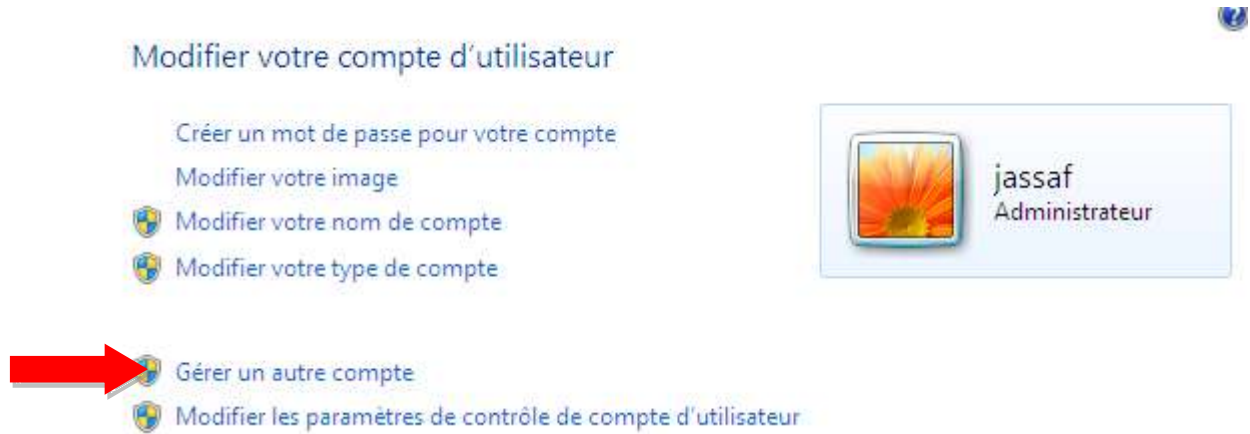 Modifier votre compte d'utilisateur
Créer un mot de passe pour votre compte
Modifier votre image
Modifier votre nom de compte
Modifier votre type de compte
jassaf
Administrateur
Gérer un autre compte
Modifier les paramètres de contrôle de compte d'utilisateur